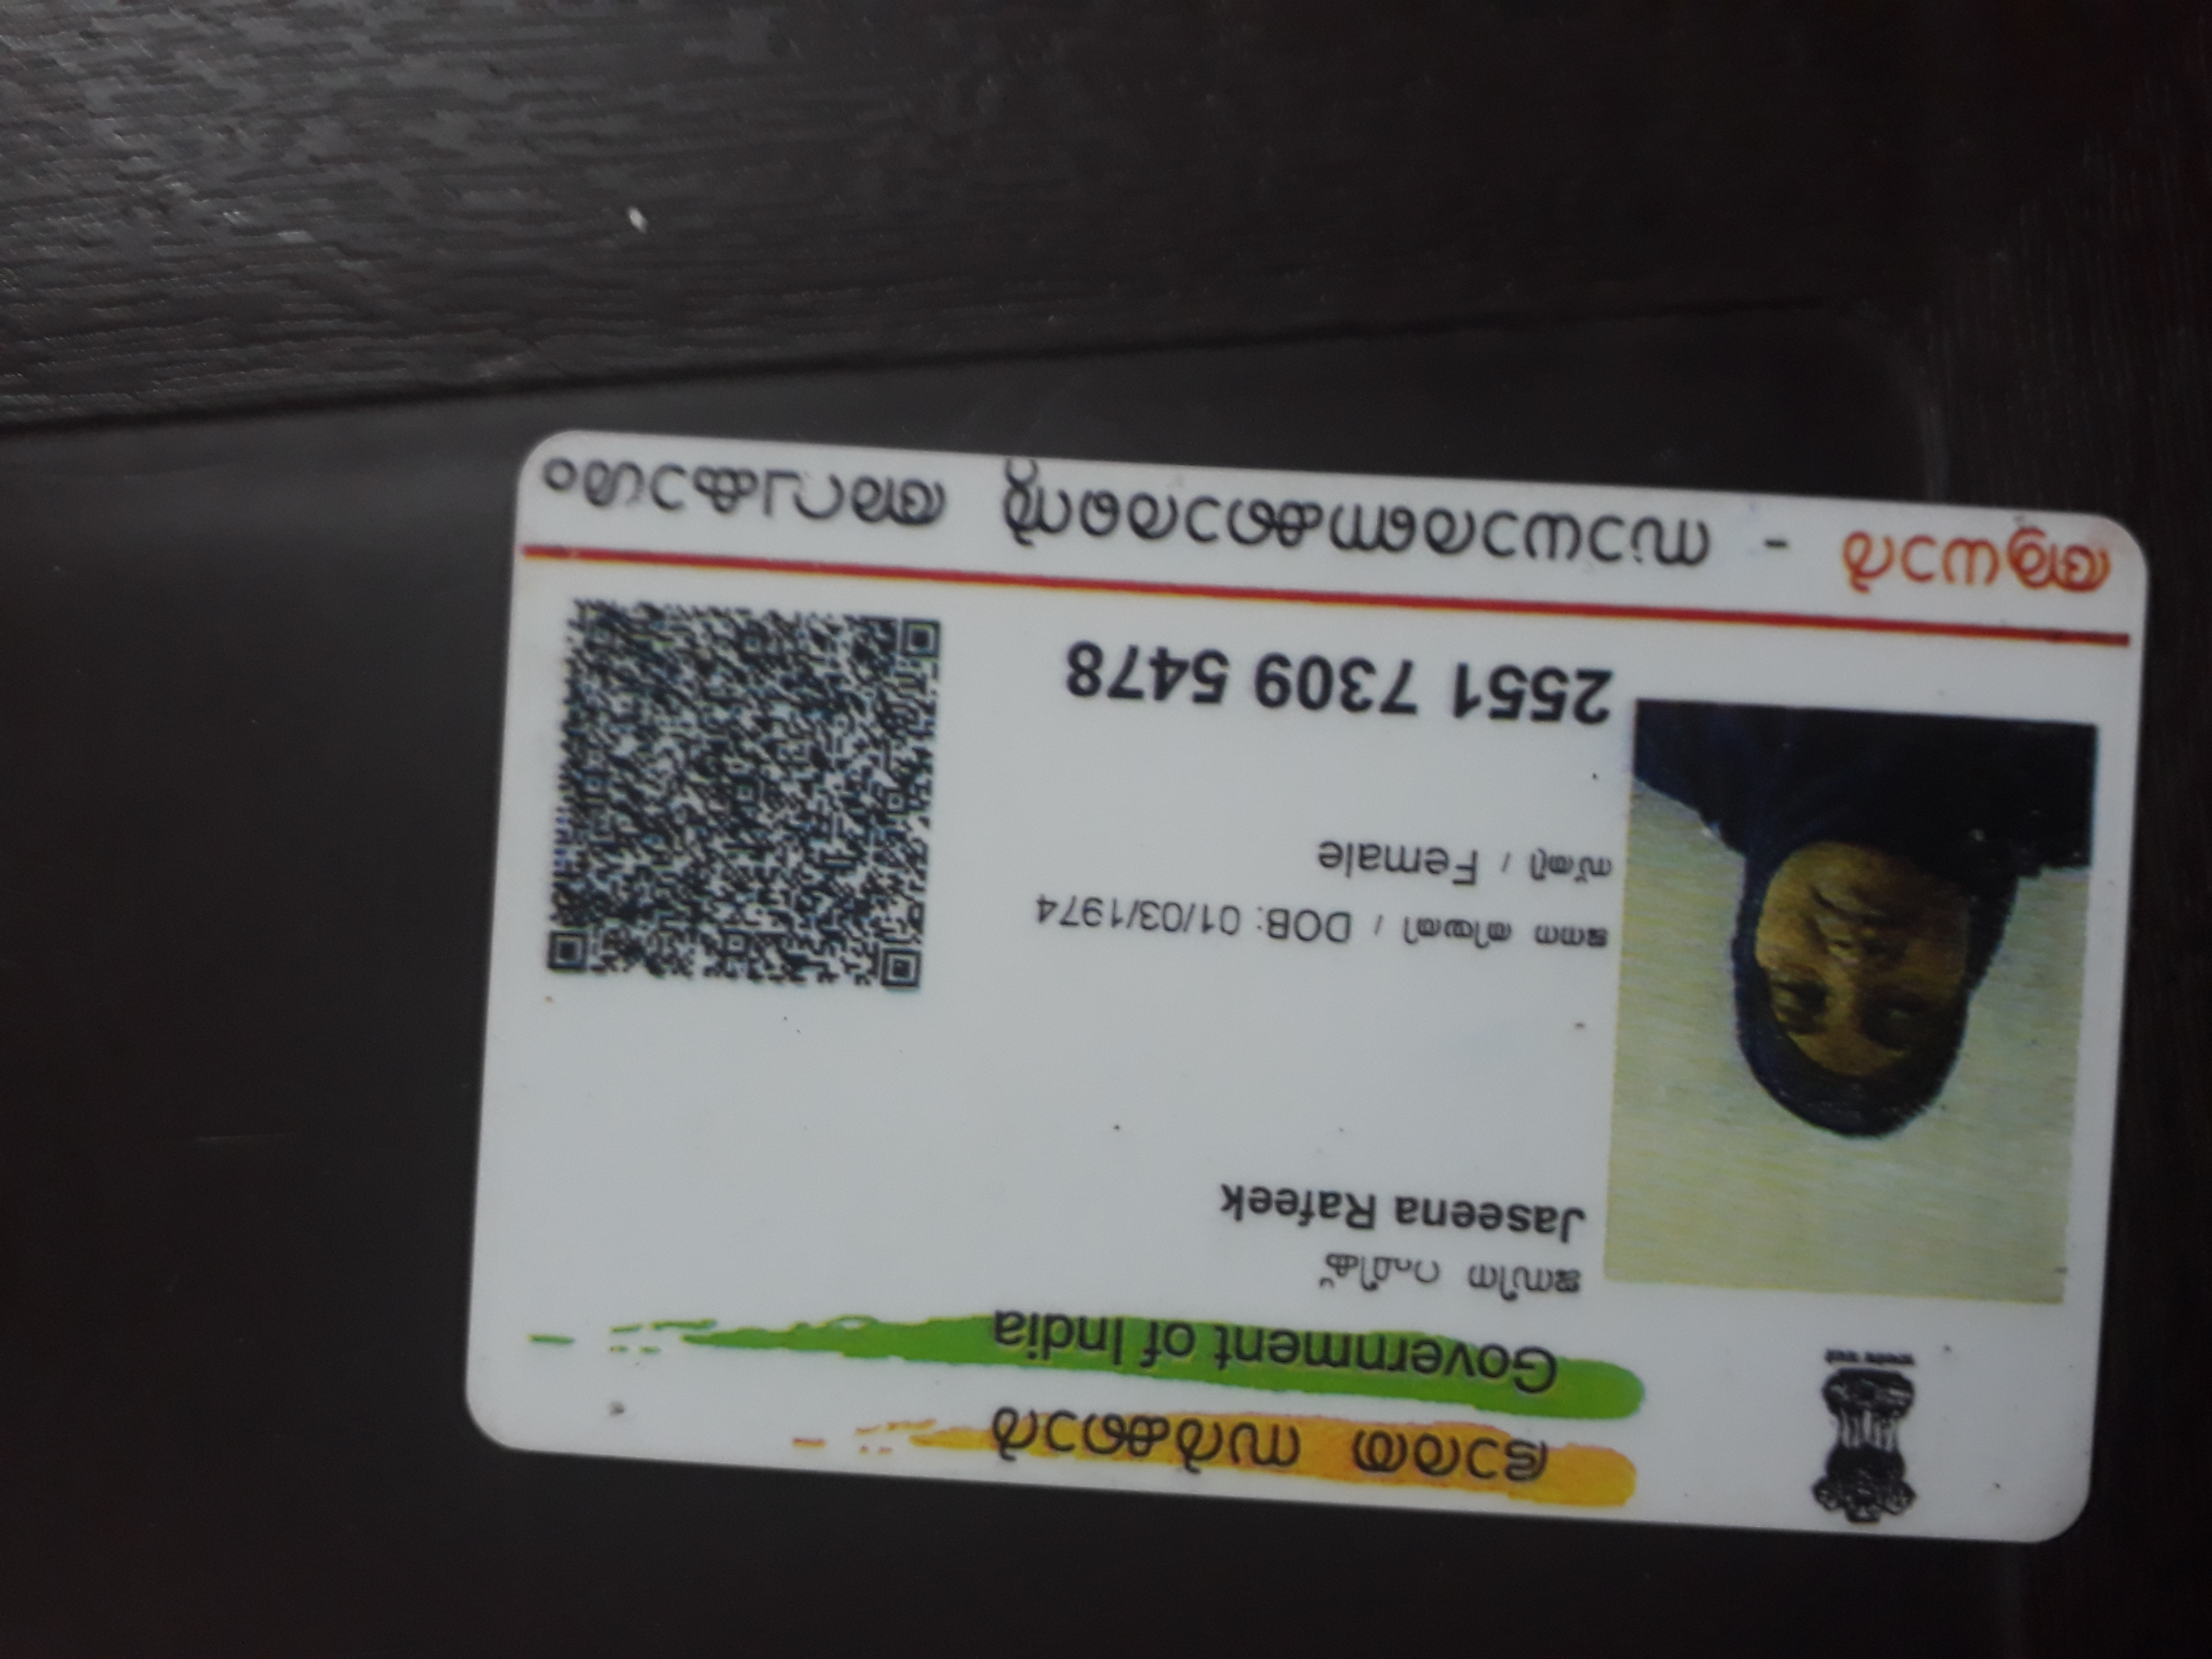 ഭാരത സർക്കാർ
Government of India
ജസീന റഫീക്
Jaseena Rafeek
ജനന തിയതി / DOB: 01/03/1974
സ്ത്രീ / Female
2551 7309 5478
ആധാർ - സാധാരണക്കാരന്റെ അവകാശം